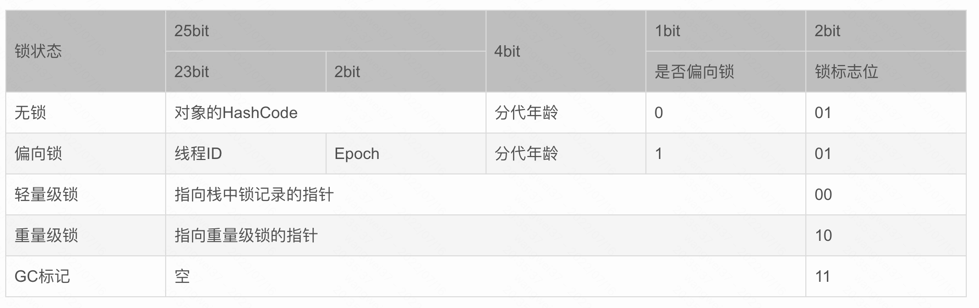 锁状态 25bit 4bit 1bit 2bit
23bit 2bit 是否偏向锁 锁标志位
无锁 对象的HashCode 分代年龄 0 01
偏向锁 线程ID Epoch 分代年龄 1 01
轻量级锁 指向栈中锁记录的指针 00
重量级锁 指向重量级锁的指针 10
GC标记 空 11